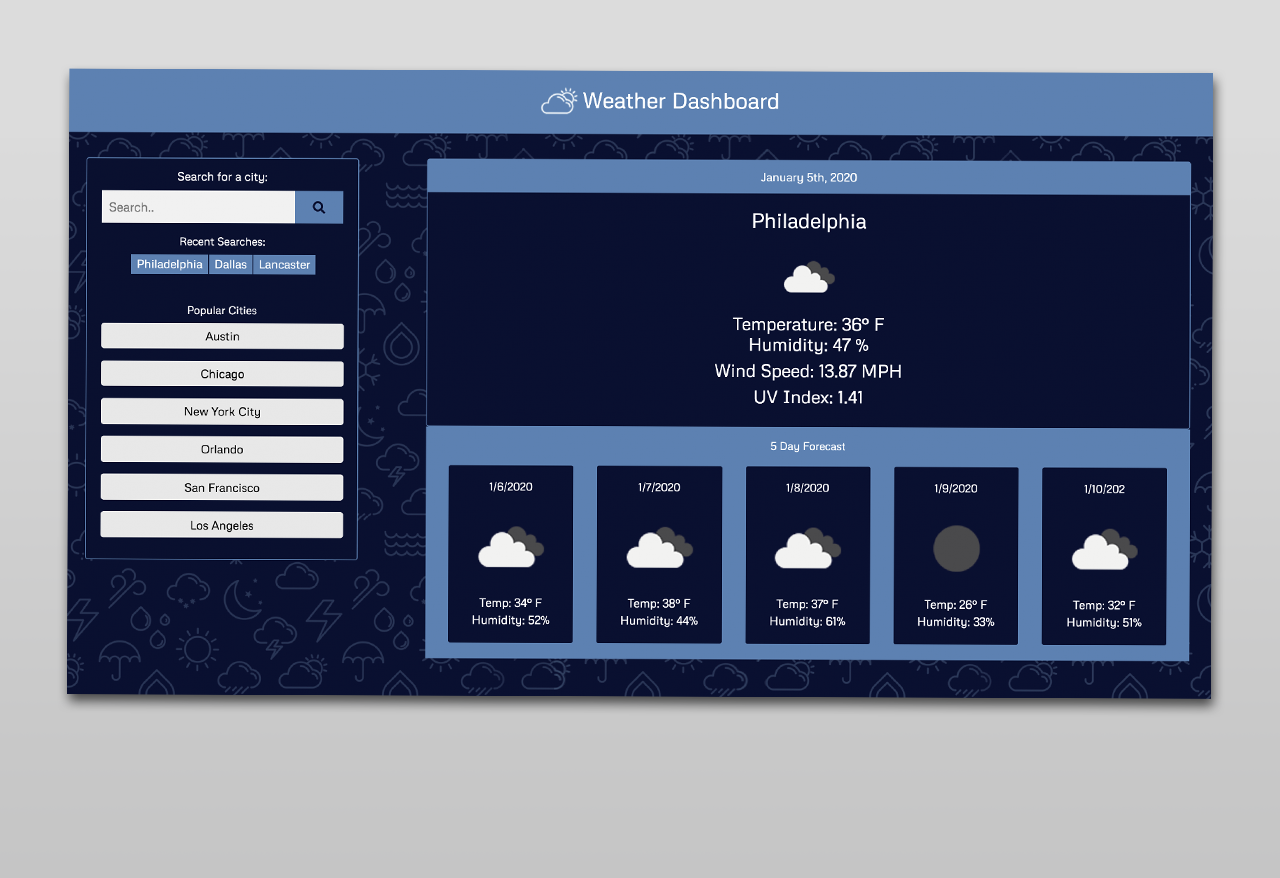 Weather Dashboard
Search for a city:
Search..
Recent Searches:
Philadelphia Dallas Lancaster
Popular Cities
Austin
Chicago
New York City
Orlando
San Francisco
Los Angeles
January 5th, 2020
Philadelphia
Temperature: 36° F
Humidity: 47 %
Wind Speed: 13.87 MPH
UV Index: 1.41
5 Day Forecast
1/6/2020
Temp: 34° F
Humidity: 52%
1/7/2020
Temp: 38° F
Humidity: 44%
1/8/2020
Temp: 37° F
Humidity: 61%
1/9/2020
Temp: 26° F
Humidity: 33%
1/10/202
Temp: 32° F
Humidity: 51%